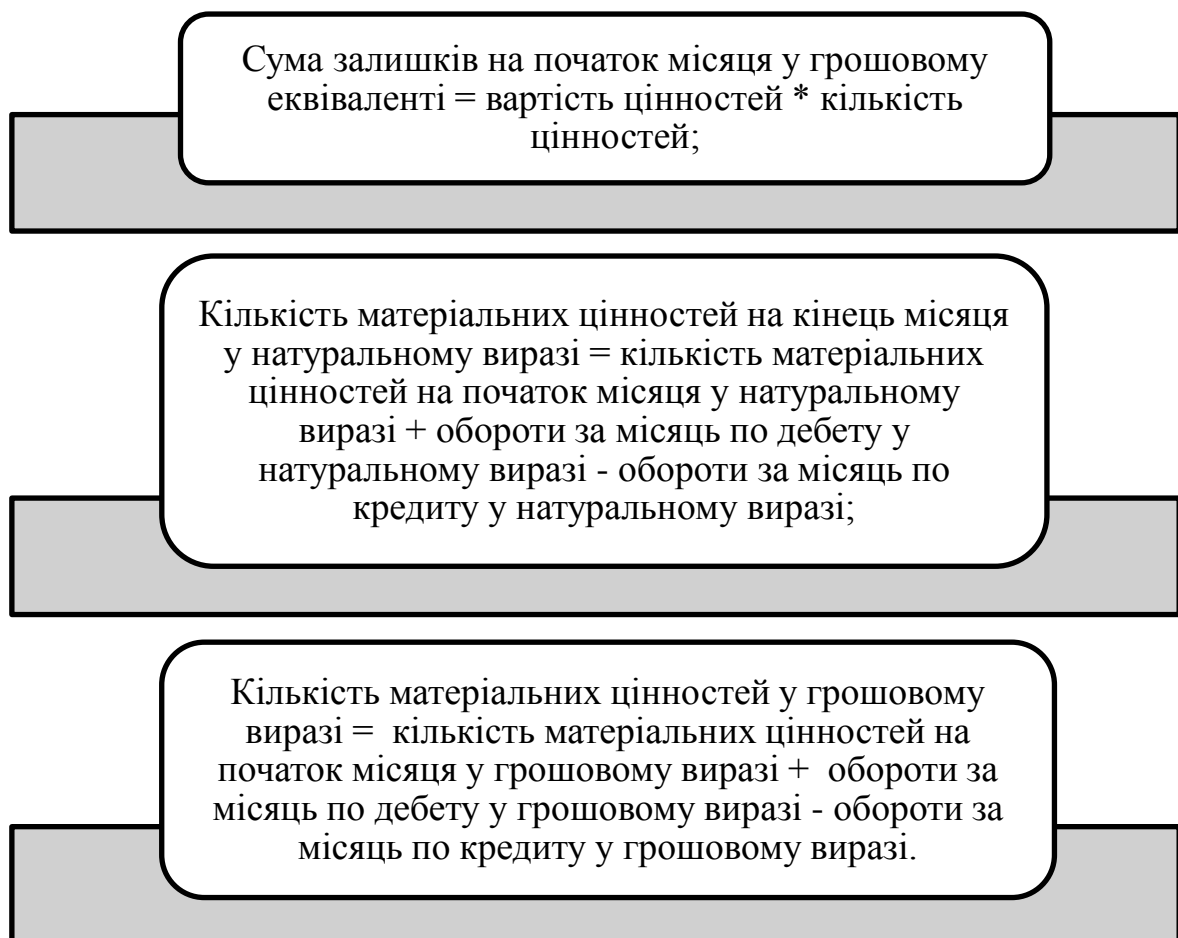 Сума залишків на початок місяця у грошовому
еквіваленті = вартість цінностей * кількість
цінностей;
Кількість матеріальних цінностей на кінець місяця
у натуральному виразі = кількість матеріальних
цінностей на початок місяця у натуральному
виразі + обороти за місяць по дебету у
натуральному виразі - обороти за місяць по
кредиту у натуральному виразі;
Кількість матеріальних цінностей у грошовому
виразі = кількість матеріальних цінностей на
початок місяця у грошовому виразі + обороти за
місяць по дебету у грошовому виразі - обороти за
місяць по кредиту у грошовому виразі.